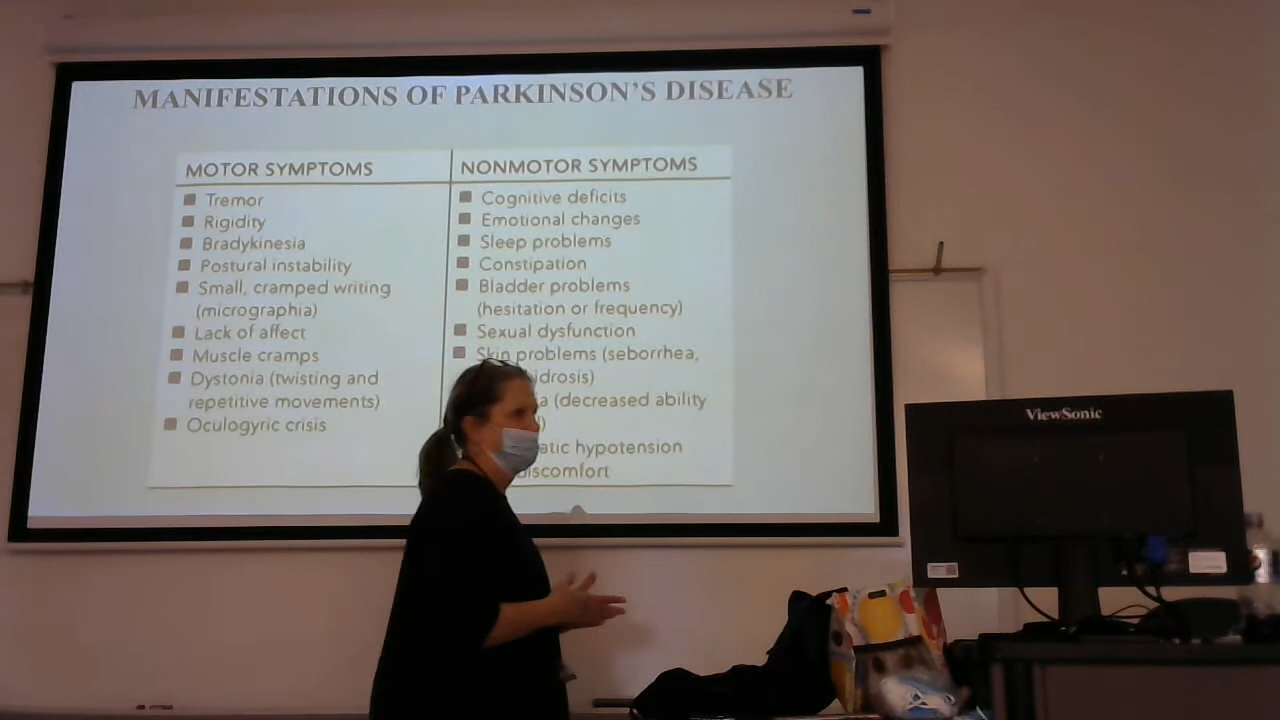 MANIFESTATIONS OF PARKINSON'S DISEASE
MOTOR SYMPTOMS
Tremor
Rigidity
Bradykinesia
Postural instability
Small, cramped writing
(micrographia)
Lack of affect
Muscle cramps
Dystonia (twisting and
repetitive movements)
Oculogyric crisis
NONMOTOR SYMPTOMS
Cognitive deficits
Emotional changes
Sleep problems
Constipation
Bladder problems
(hesitation or frequency)
Sexual dysfunction
Skin problems (seborrhea,
(decreased ability
hypotension
discomfort
ViewSonic